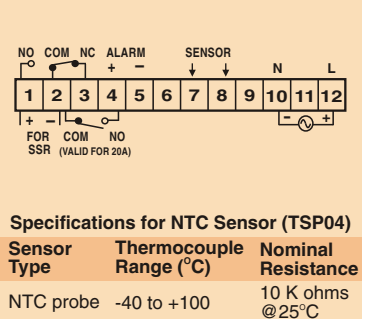 NO COM NC ALARM SENSOR
+ −
N L
1 2 3 4 5 6 7 8 9 10 11 12
+ − − +
FOR SSR COM NO
(VALID FOR 20A)
Specifications for NTC Sensor (TSP04)
Sensor Type Thermocouple Range (°C) Nominal Resistance
NTC probe -40 to +100 10 K ohms @25°C